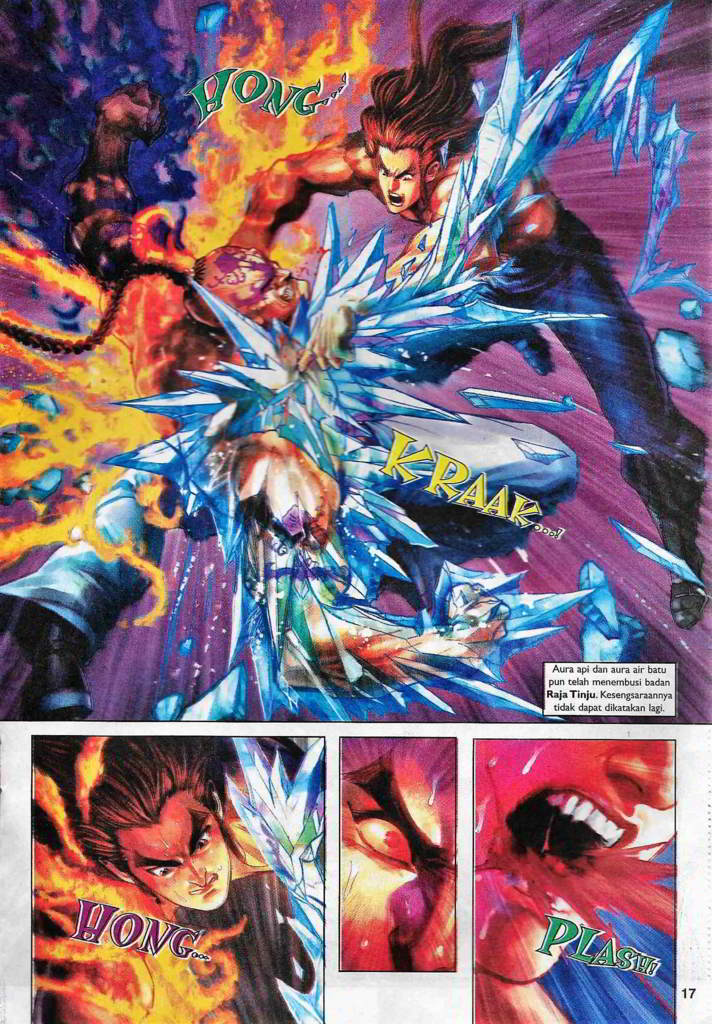 HONG...!
KRAAK...!
Aura api dan aura air batu
pun telah menembusi badan
Raja Tinju. Kesengsaraannya
tidak dapat dikatakan lagi.
HONG...
PLASH!
17